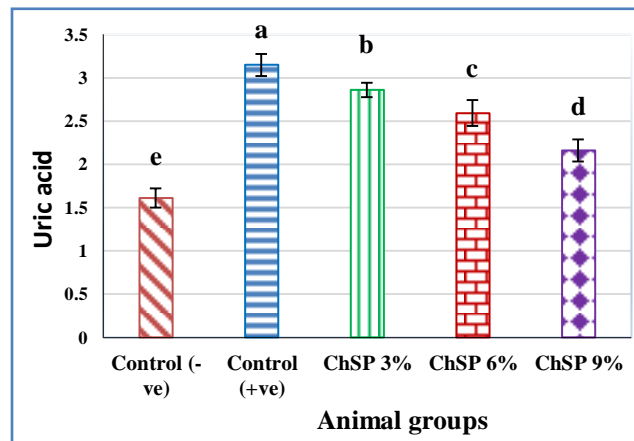 3.5
3
2.5
2
1.5
1
0.5
0
Uric acid
e
a
b
c
d
Control (-
ve)
Control
(+ve)
ChSP 3%
ChSP 6%
ChSP 9%
Animal groups